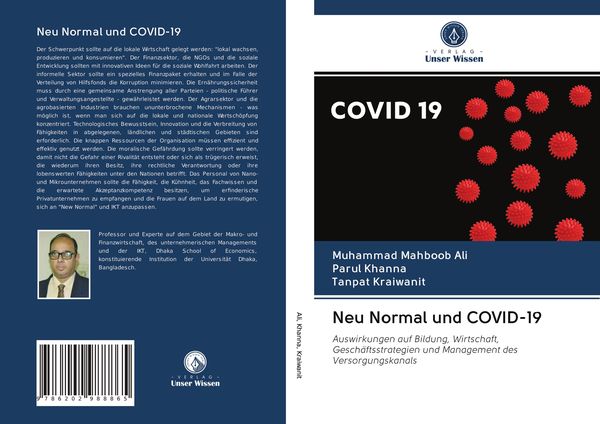 Neu Normal und COVID-19
Der Schwerpunkt sollte auf die lokale Wirtschaft gelegt werden: "lokal wachsen,
produzieren und konsumieren". Der Finanzsektor, die NGOs und die soziale
Entwicklung sollten mit innovativen Ideen für die soziale Wohlfahrt arbeiten. Der
informelle Sektor sollte ein spezielles Finanzpaket erhalten und im Falle der
Verteilung von Hilfsfonds die Korruption minimieren. Die Ernährungssicherheit
muss durch eine gemeinsame Anstrengung aller Parteien - politische Führer
und Verwaltungsangestellte - gewährleistet werden. Der Agrarsektor und die
agrobasierten Industrien brauchen ununterbrochene Mechanismen - was
möglich ist, wenn man sich auf die lokale und nationale Wertschöpfung
konzentriert. Technologisches Bewusstsein, Innovation und die Verbreitung von
Fähigkeiten in abgelegenen, ländlichen und städtischen Gebieten sind
erforderlich. Die knappen Ressourcen der Organisation müssen effizient und
effektiv genutzt werden. Die moralische Gefährdung sollte verringert werden,
damit nicht die Gefahr einer Rivalität entsteht oder sich als trügerisch erweist,
die wiederum ihren Besitz, ihre rechtliche Verantwortung oder ihre
lobenswerten Fähigkeiten unter den Nationen betrifft. Das Personal von Nano-
und Mikrounternehmen sollte die Fähigkeit, die Kühnheit, das Fachwissen und
die erwartete Akzeptanzkompetenz besitzen, um erfinderische
Privatunternehmen zu empfangen und die Frauen auf dem Land zu ermutigen,
sich an "New Normal" und IKT anzupassen.
Professor und Experte auf dem Gebiet der Makro- und
Finanzwirtschaft, des unternehmerischen Managements
und der IKT, Dhaka School of Economics,
konstituierende Institution der Universität Dhaka,
Bangladesch.
9 786202 988865
VERLAG
Unser Wissen
Ali, Khanna, Kraiwanit
VERLAG
Unser Wissen
COVID 19
Muhammad Mahboob Ali
Parul Khanna
Tanpat Kraiwanit
Neu Normal und COVID-19
Auswirkungen auf Bildung, Wirtschaft,
Geschäftsstrategien und Management des
Versorgungskanals